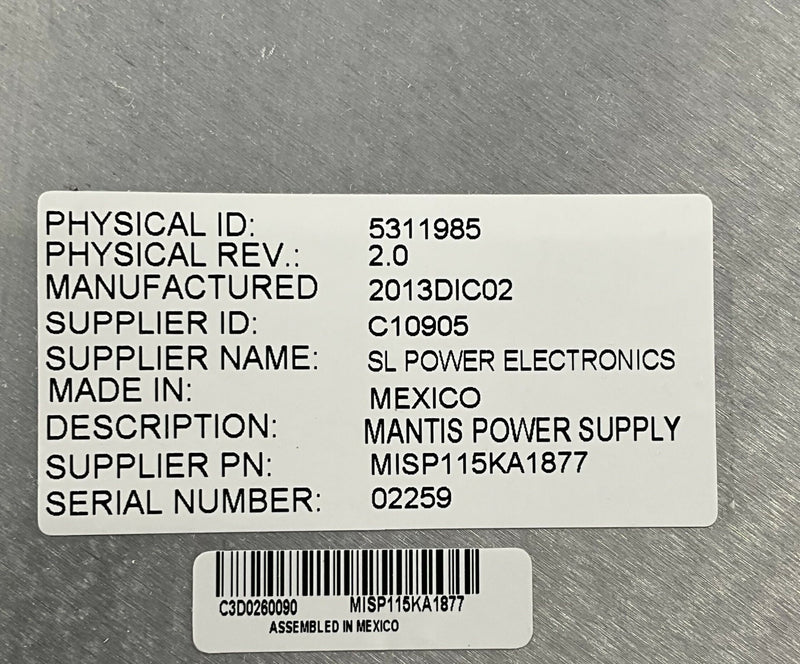 PHYSICAL ID: 5311985
PHYSICAL REV.: 2.0
MANUFACTURED 2013DIC02
SUPPLIER ID: C10905
SUPPLIER NAME: SL POWER ELECTRONICS
MADE IN: MEXICO
DESCRIPTION: MANTIS POWER SUPPLY
SUPPLIER PN: MISP115KA1877
SERIAL NUMBER: 02259
C3D0260090 MISP115KA1877
ASSEMBLED IN MEXICO